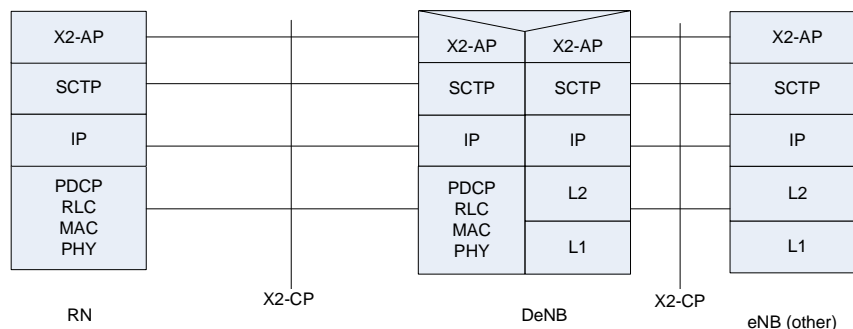 X2-AP
SCTP
IP
PDCP
RLC
MAC
PHY
RN
X2-CP
X2-AP
X2-AP
SCTP
SCTP
IP
IP
PDCP
RLC
MAC
PHY
L2
L1
DeNB
X2-CP
X2-AP
SCTP
IP
L2
L1
eNB (other)